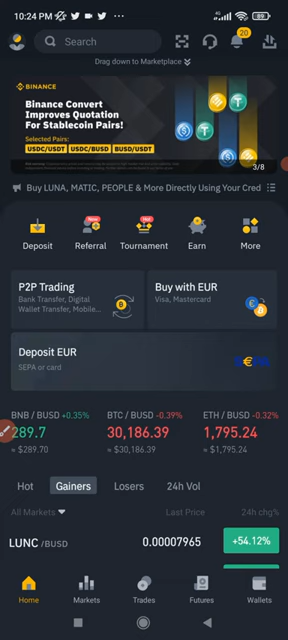 10:24 PM
89
Search
20
Drag down to Marketplace
BINANCE
Binance Convert
Improves Quotation
For Stablecoin Pairs!
Selected Pairs:
USDC/USDT USDC/BUSD BUSD/USDT
3/8
Buy LUNA, MATIC, PEOPLE & More Directly Using Your Cred
New
Hot
Deposit
Referral
Tournament
Earn
More
P2P Trading
Bank Transfer, Digital
Wallet Transfer, Mobile...
Buy with EUR
Visa, Mastercard
Deposit EUR
SEPA or card
BNB / BUSD +0.35%
BTC / BUSD -0.39%
ETH / BUSD -0.32%
289.7
30,186.39
1,795.24
≈ $289.70
≈ $30,186.39
≈ $1,795.24
Hot Gainers Losers 24h Vol
All Markets Last Price 24h chg%
LUNC /BUSD 0.00007965 +54.12%
Home Markets Trades Futures Wallets